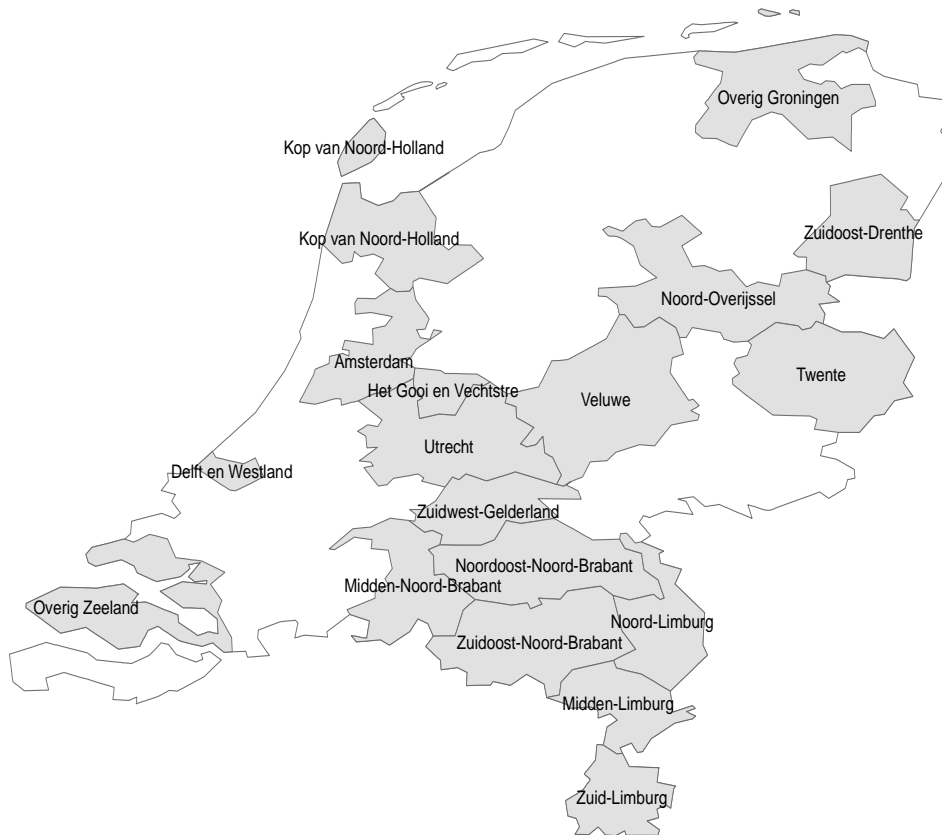 Overig Groningen
Kop van Noord-Holland
Zuidoost-Drenthe
Kop van Noord-Holland
Noord-Overijssel
Amsterdam
Twente
Het Gooi en Vechtstre
Veluwe
Utrecht
Delft en Westland
Zuidwest-Gelderland
Noordoost-Noord-Brabant
Midden-Noord-Brabant
Overig Zeeland
Noord-Limburg
Zuidoost-Noord-Brabant
Midden-Limburg
Zuid-Limburg